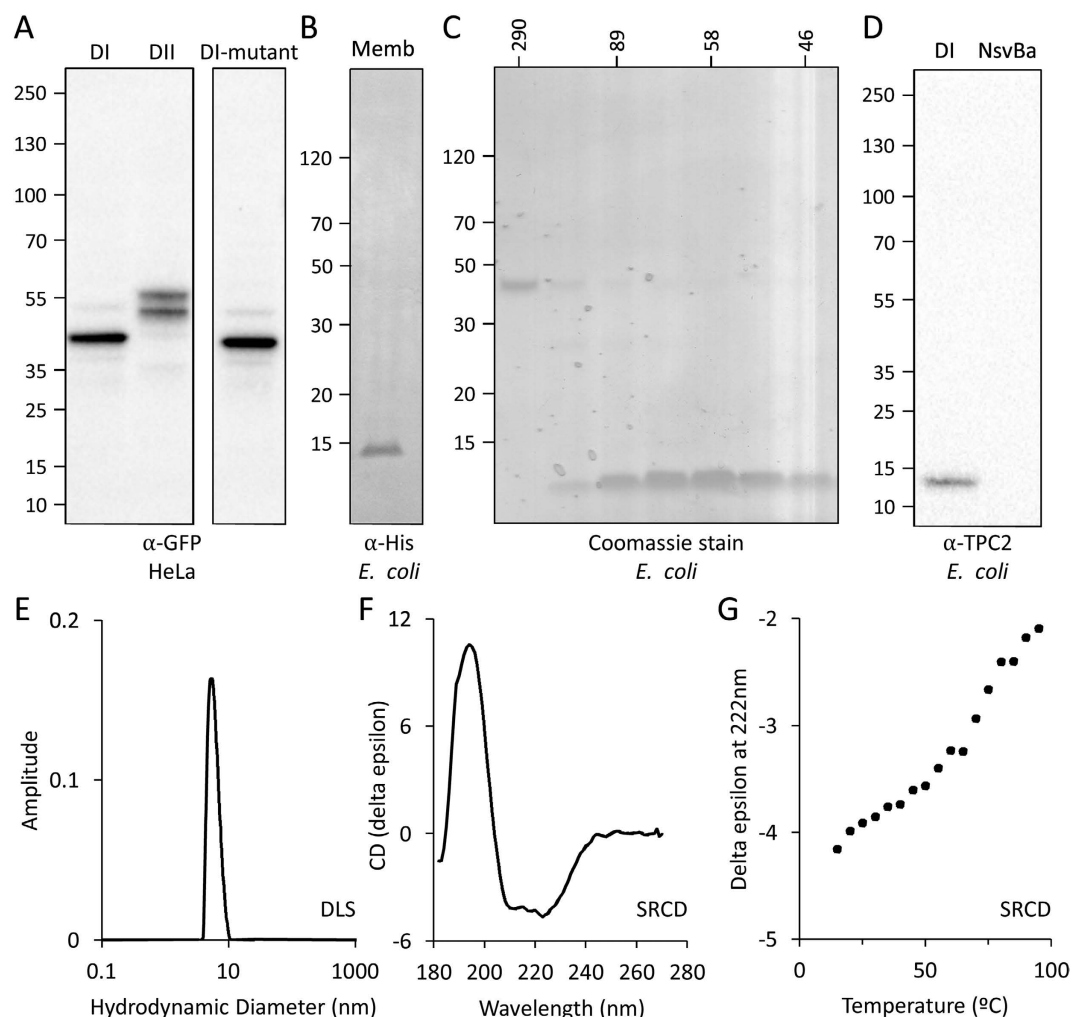 A
DI DII DI-mutant
250
130
100
70
55
35
25
15
10
α-GFP
HeLa
B
Memb
120
70
50
30
20
15
α-His
E. coli
C
290 89 58 46
120
70
50
30
20
15
Coomassie stain
E. coli
D
DI NsvBa
250
130
100
70
55
35
25
15
10
α-TPC2
E. coli
E
0.2
0.1
0
Amplitude
DLS
0.1 10 1000
Hydrodynamic Diameter (nm)
F
12
6
0
-6
CD (delta epsilon)
SRCD
180 200 220 240 260 280
Wavelength (nm)
G
-2
-3
-4
-5
Delta epsilon at 222nm
SRCD
0 50 100
Temperature (ºC)